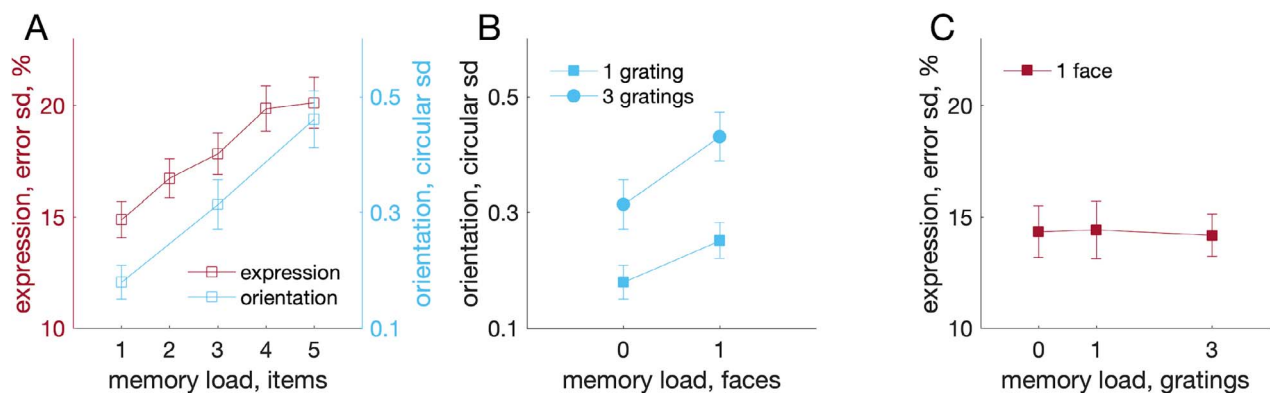 A
expression, error sd, %
20
15
10
expression
orientation
1 2 3 4 5
memory load, items
0.5
0.3
0.1
orientation, circular sd
B
orientation, circular sd
0.5
0.3
0.1
1 grating
3 gratings
0 1
memory load, faces
C
expression, error sd, %
20
15
10
1 face
0 1 3
memory load, gratings